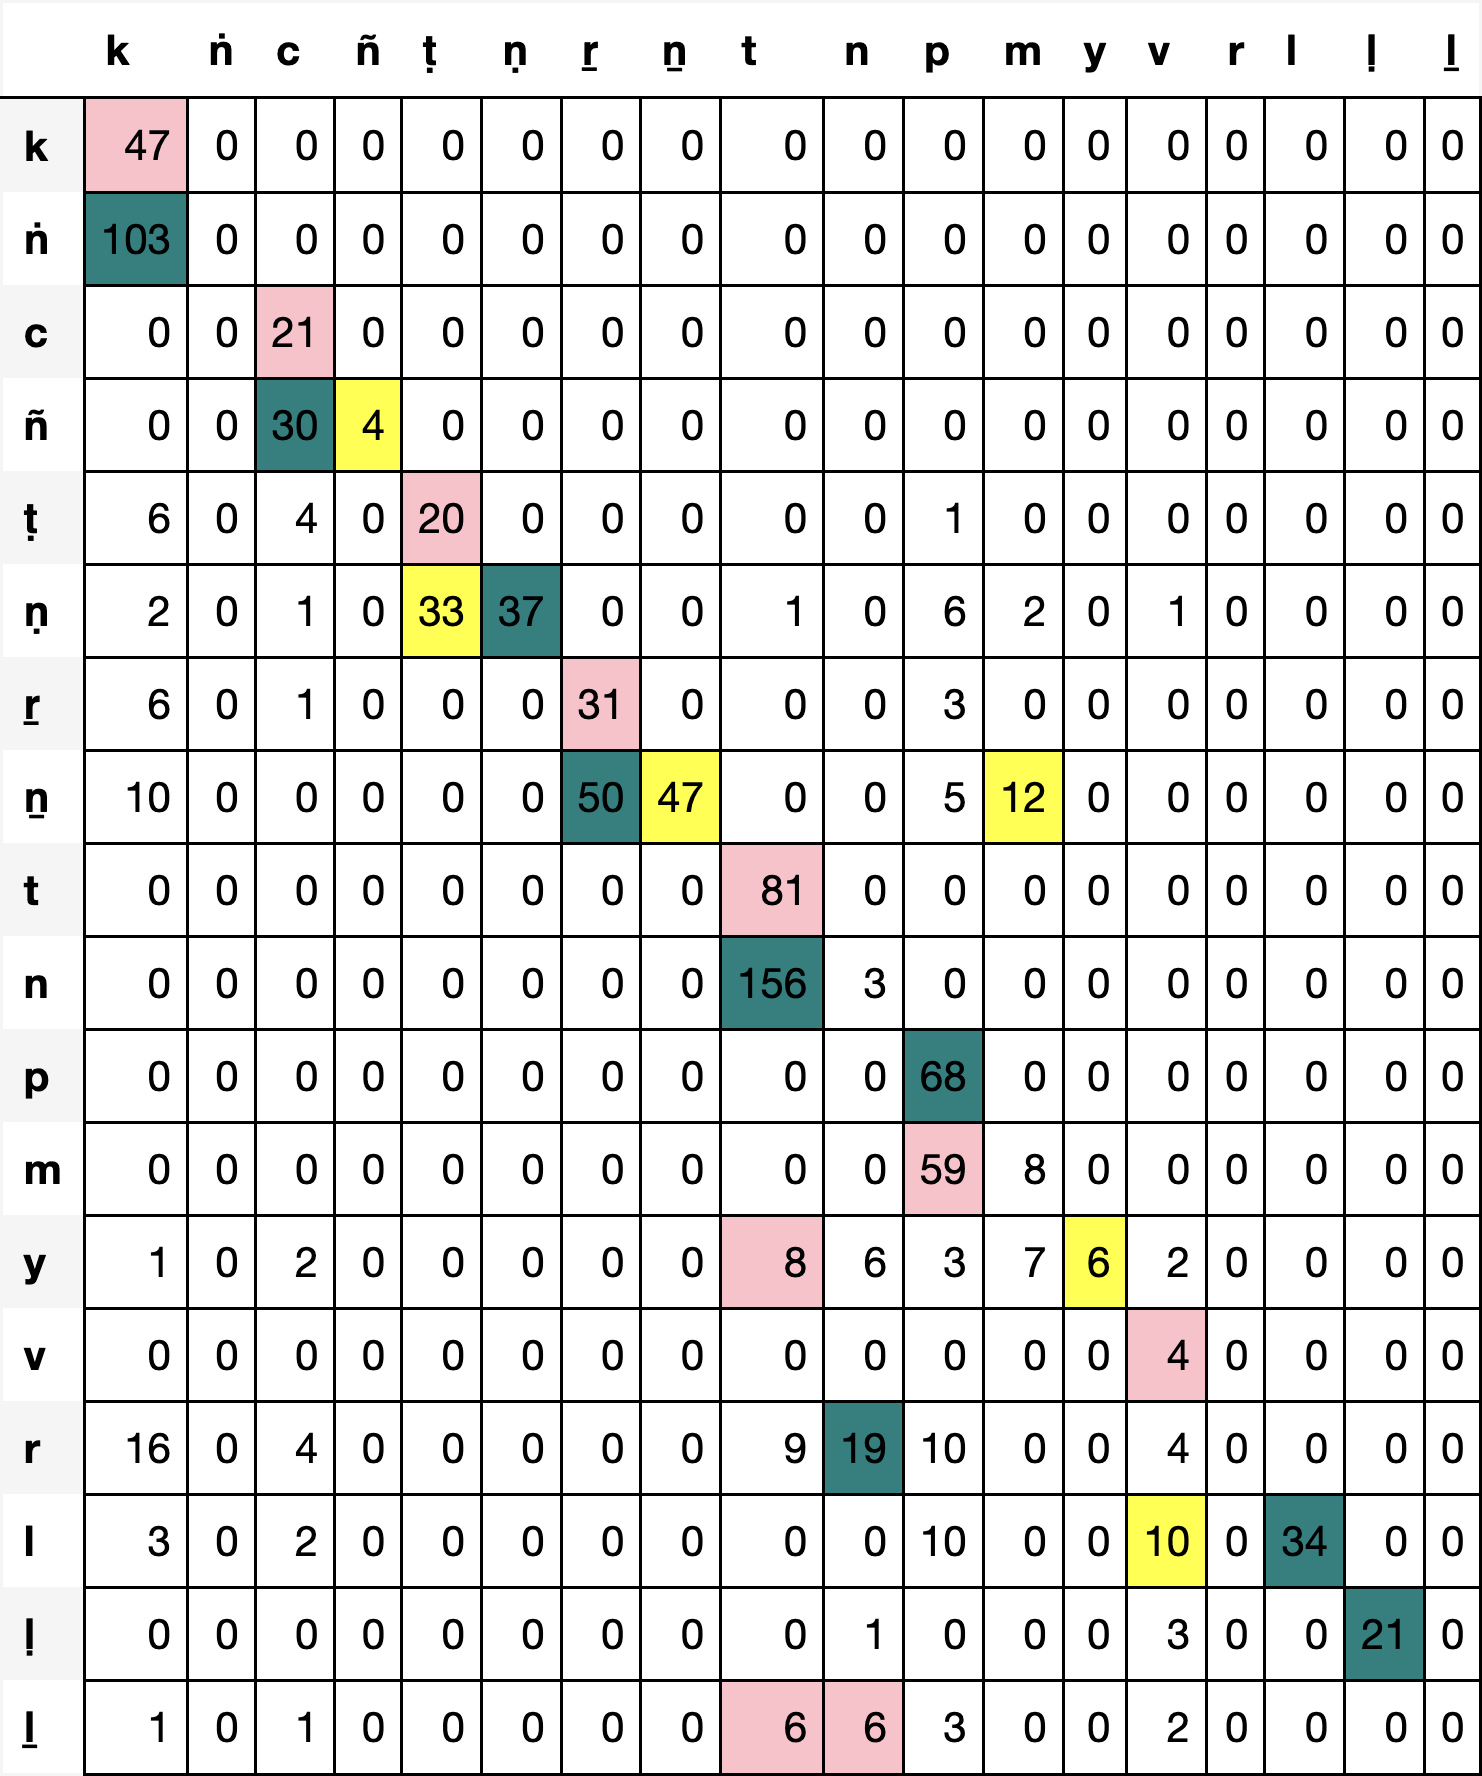 k ṅ c ñ ṭ ṇ ṟ ṉ t n p m y v r l ḷ ḻ
k 47 0 0 0 0 0 0 0 0 0 0 0 0 0 0 0 0 0
ṅ 103 0 0 0 0 0 0 0 0 0 0 0 0 0 0 0 0 0
c 0 0 21 0 0 0 0 0 0 0 0 0 0 0 0 0 0 0
ñ 0 0 30 4 0 0 0 0 0 0 0 0 0 0 0 0 0 0
ṭ 6 0 4 0 20 0 0 0 0 0 1 0 0 0 0 0 0 0
ṇ 2 0 1 0 33 37 0 0 1 0 6 2 0 1 0 0 0 0
ṟ 6 0 1 0 0 0 31 0 0 0 3 0 0 0 0 0 0 0
ṉ 10 0 0 0 0 0 50 47 0 0 5 12 0 0 0 0 0 0
t 0 0 0 0 0 0 0 0 81 0 0 0 0 0 0 0 0 0
n 0 0 0 0 0 0 0 0 156 3 0 0 0 0 0 0 0 0
p 0 0 0 0 0 0 0 0 0 0 68 0 0 0 0 0 0 0
m 0 0 0 0 0 0 0 0 0 0 59 8 0 0 0 0 0 0
y 1 0 2 0 0 0 0 0 8 6 3 7 6 2 0 0 0 0
v 0 0 0 0 0 0 0 0 0 0 0 0 0 4 0 0 0 0
r 16 0 4 0 0 0 0 0 9 19 10 0 0 4 0 0 0 0
l 3 0 2 0 0 0 0 0 0 0 10 0 0 10 0 34 0 0
ḷ 0 0 0 0 0 0 0 0 0 1 0 0 0 3 0 0 21 0
ḻ 1 0 1 0 0 0 0 0 6 6 3 0 0 2 0 0 0 0